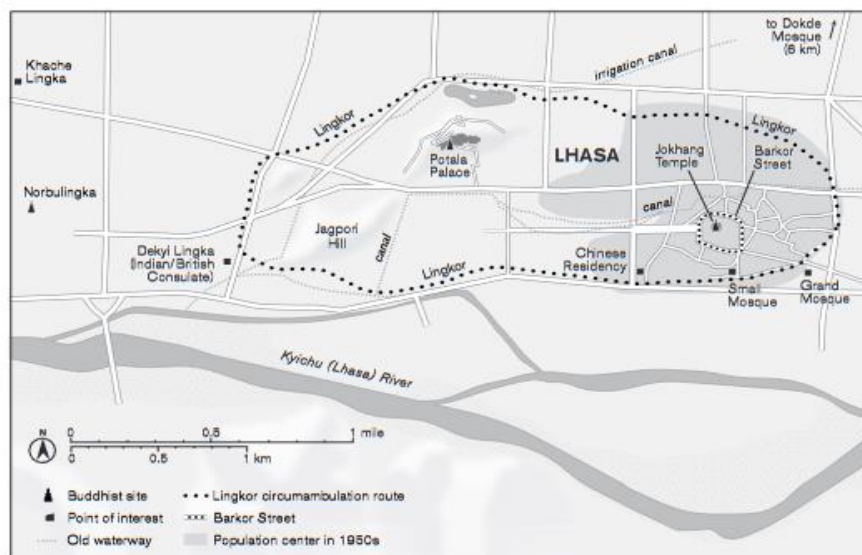 to Dokde
Mosque
(6 km)
Khache
Lingka
irrigation canal
Lingkor
LHASA
Lingkor
Potala
Palace
Jokhang
Temple
Barkor
Street
Norbulingka
canal
Jagpori
Hill
canal
Dekyi Lingka
(Indian/British
Consulate)
Lingkor
Chinese
Residency
Small
Mosque
Grand
Mosque
Kyichu (Lhasa) River
N
0 0.5 1 mile
0 0.5 1 km
Buddhist site
Lingkor circumambulation route
Point of interest
Barkor Street
Old waterway
Population center in 1950s